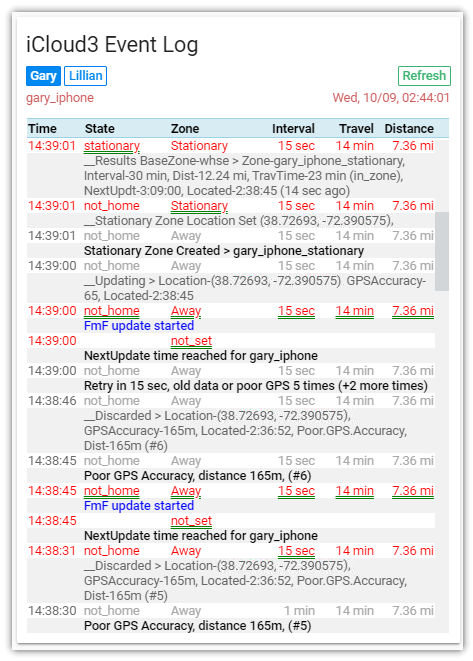 iCloud3 Event Log
Gary Lillian Refresh
gary_iphone Wed, 10/09, 02:44:01
Time State Zone Interval Travel Distance
14:39:01 stationary Stationary 15 sec 14 min 7.36 mi
__Results BaseZone-whse > Zone-gary_iphone_stationary,
Interval-30 min, Dist-12.24 mi, TravTime-23 min (in_zone),
NextUpdt-3:09:00, Located-2:38:45 (14 sec ago)
14:39:01 not_home Stationary 15 sec 14 min 7.36 mi
__Stationary Zone Location Set (38.72693, -72.390575),
14:39:01 not_home Away 15 sec 14 min 7.36 mi
Stationary Zone Created > gary_iphone_stationary
14:39:00 not_home Away 15 sec 14 min 7.36 mi
__Updating > Location-(38.72693, -72.390575) GPSAccuracy-
65, Located-2:38:45
14:39:00 not_home Away 15 sec 14 min 7.36 mi
FmF update started
14:39:00 not_set
NextUpdate time reached for gary_iphone
14:39:00 not_home Away 15 sec 14 min 7.36 mi
Retry in 15 sec, old data or poor GPS 5 times (+2 more times)
14:38:46 not_home Away 15 sec 14 min 7.36 mi
__Discarded > Location-(38.72693, -72.390575),
GPSAccuracy-165m, Located-2:36:52, Poor.GPS.Accuracy,
Dist-165m (#6)
14:38:45 not_home Away 15 sec 14 min 7.36 mi
Poor GPS Accuracy, distance 165m, (#6)
14:38:45 not_home Away 15 sec 14 min 7.36 mi
FmF update started
14:38:45 not_set
NextUpdate time reached for gary_iphone
14:38:31 not_home Away 15 sec 14 min 7.36 mi
__Discarded > Location-(38.72693, -72.390575),
GPSAccuracy-165m, Located-2:36:52, Poor.GPS.Accuracy,
Dist-165m (#5)
14:38:30 not_home Away 1 min 14 min 7.36 mi
Poor GPS Accuracy, distance 165m, (#5)